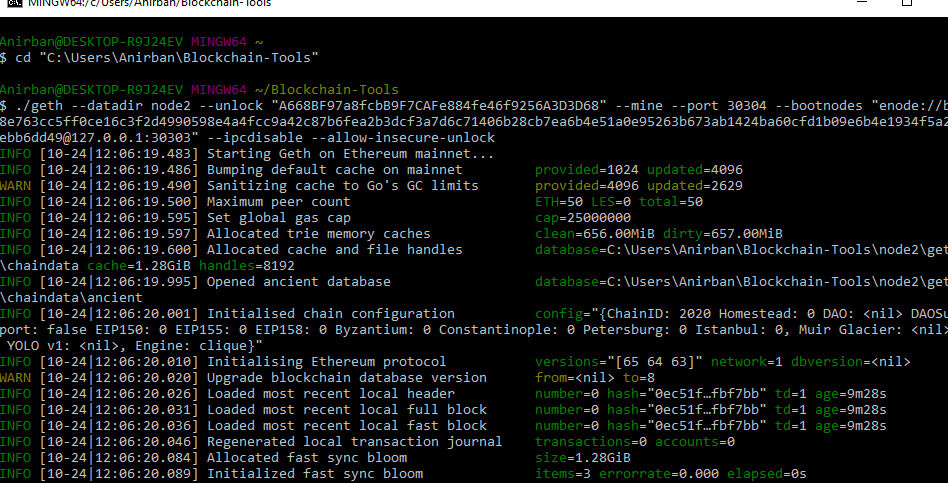 MINGW64:/c/Users/Anirban/Blockchain-Tools
Anirban@DESKTOP-R9J24EV MINGW64 ~
$ cd "C:\Users\Anirban\Blockchain-Tools"
Anirban@DESKTOP-R9J24EV MINGW64 ~/Blockchain-Tools
$ ./geth --datadir node2 --unlock "A668BF97a8fcbB9F7CAFe884fe46f9256A3D3D68" --mine --port 30304 --bootnodes "enode://b
8e763cc5ff0ce16c3f2d4990598e4a4fcc9a42c87b6fea2b3dcf3a7d6c71406b28cb7ea6b4e51a0e95263b673ab1424ba60cfd1b09e6b4e1934f5a2
ebb6dd49@127.0.0.1:30303" --ipcdisable --allow-insecure-unlock
INFO [10-24|12:06:19.483] Starting Geth on Ethereum mainnet...
INFO [10-24|12:06:19.486] Bumping default cache on mainnet provided=1024 updated=4096
WARN [10-24|12:06:19.490] Sanitizing cache to Go's GC limits provided=4096 updated=2629
INFO [10-24|12:06:19.500] Maximum peer count ETH=50 LES=0 total=50
INFO [10-24|12:06:19.595] Set global gas cap cap=25000000
INFO [10-24|12:06:19.597] Allocated trie memory caches clean=656.00MiB dirty=657.00MiB
INFO [10-24|12:06:19.600] Allocated cache and file handles database=C:\Users\Anirban\Blockchain-Tools\node2\get
\chaindata cache=1.28GiB handles=8192
INFO [10-24|12:06:19.995] Opened ancient database database=C:\Users\Anirban\Blockchain-Tools\node2\get
\chaindata\ancient
INFO [10-24|12:06:20.001] Initialised chain configuration config="{ChainID: 2020 Homestead: 0 DAO: <nil> DAOSu
port: false EIP150: 0 EIP155: 0 EIP158: 0 Byzantium: 0 Constantinople: 0 Petersburg: 0 Istanbul: 0, Muir Glacier: <nil>
 YOLO v1: <nil>, Engine: clique}"
INFO [10-24|12:06:20.010] Initialising Ethereum protocol versions="[65 64 63]" network=1 dbversion=<nil>
WARN [10-24|12:06:20.020] Upgrade blockchain database version from=<nil> to=8
INFO [10-24|12:06:20.026] Loaded most recent local header number=0 hash="0ec51f…fbf7bb" td=1 age=9m28s
INFO [10-24|12:06:20.031] Loaded most recent local full block number=0 hash="0ec51f…fbf7bb" td=1 age=9m28s
INFO [10-24|12:06:20.036] Loaded most recent local fast block number=0 hash="0ec51f…fbf7bb" td=1 age=9m28s
INFO [10-24|12:06:20.046] Regenerated local transaction journal transactions=0 accounts=0
INFO [10-24|12:06:20.084] Allocated fast sync bloom size=1.28GiB
INFO [10-24|12:06:20.089] Initialized fast sync bloom items=3 errorrate=0.000 elapsed=0s